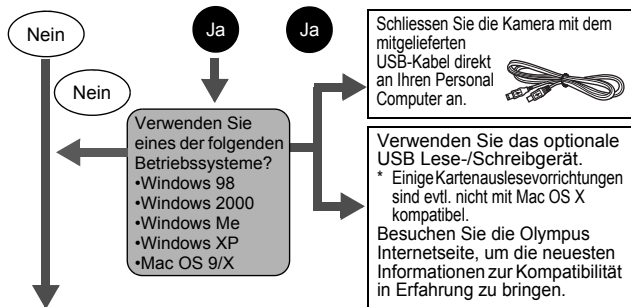 Nein
Ja
Ja
Nein
Verwenden Sie
eines der folgenden
Betriebssysteme?
•Windows 98
•Windows 2000
•Windows Me
•Windows XP
•Mac OS 9/X
Schliessen Sie die Kamera mit dem
mitgelieferten
USB-Kabel direkt
an Ihren Personal
Computer an.
Verwenden Sie das optionale
USB Lese-/Schreibgerät.
* Einige Kartenauslesevorrichtungen
sind evtl. nicht mit Mac OS X
kompatibel.
Besuchen Sie die Olympus
Internetseite, um die neuesten
Informationen zur Kompatibilität
in Erfahrung zu bringen.